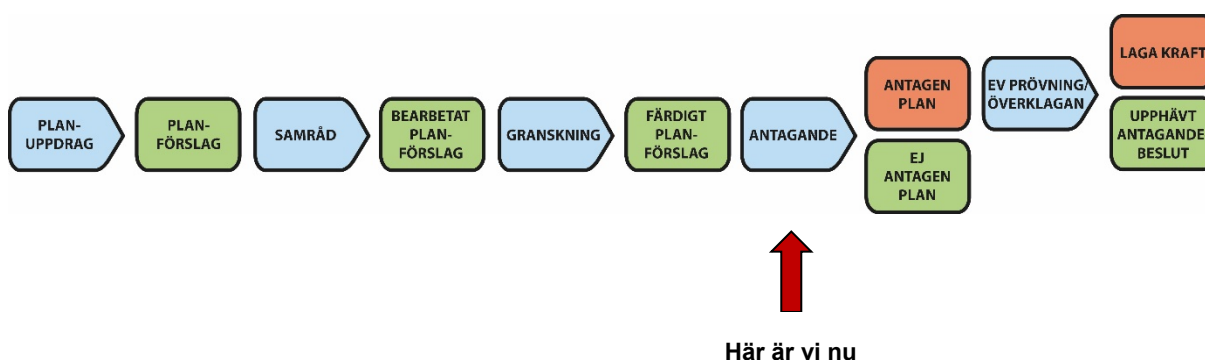 PLAN-
UPPDRAG
PLAN-
FÖRSLAG
SAMRÅD
BEARBETAT
PLAN-
FÖRSLAG
GRANSKNING
FÄRDIGT
PLAN-
FÖRSLAG
ANTAGANDE
ANTAGEN
PLAN
EJ
ANTAGEN
PLAN
EV PRÖVNING/
ÖVERKLAGAN
LAGA KRAFT
UPPHÄVT
ANTAGANDE
BESLUT
Här är vi nu